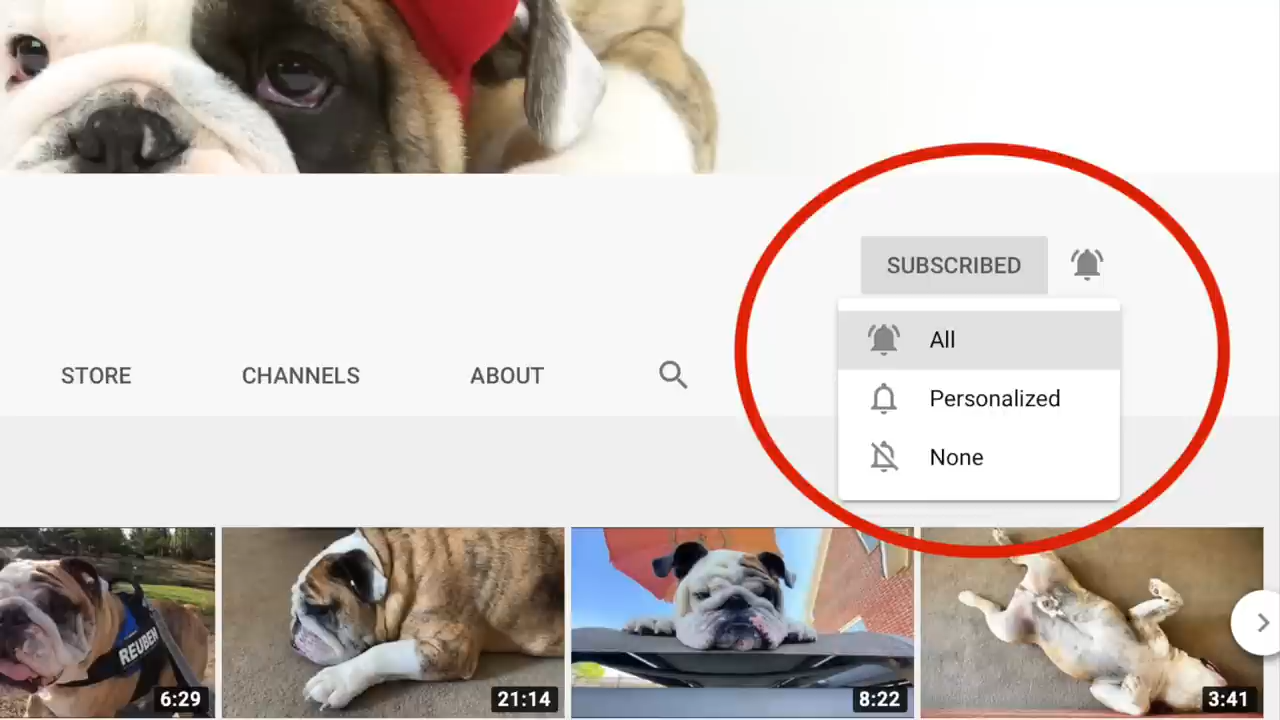 SUBSCRIBED
All
STORE
CHANNELS
ABOUT
Personalized
None
REUBEN
6:29
21:14
8:22
3:41